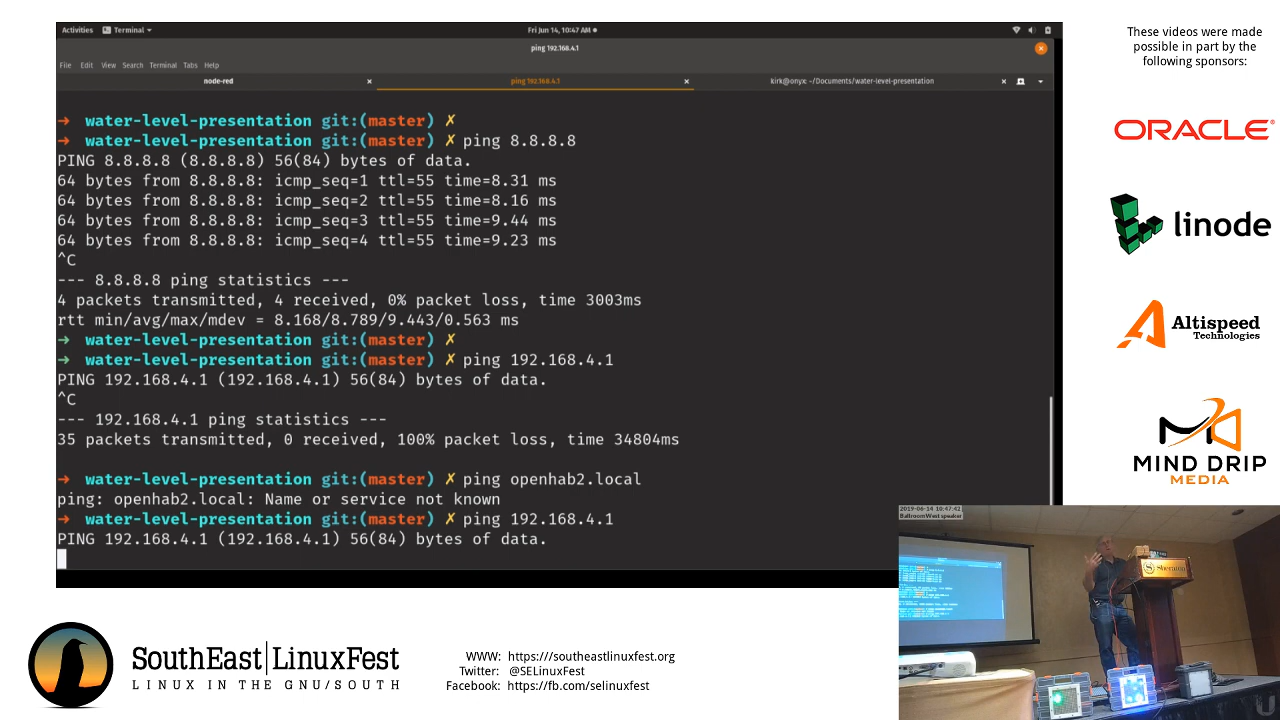 Activities
Terminal
Fri Jun 14, 10:47 AM
ping 192.168.4.1
File Edit View Search Terminal Tabs Help
node-red
ping 192.168.4.1
kirk@onyx: ~/Documents/water-level-presentation
➜ water-level-presentation git:(master) ✗
➜ water-level-presentation git:(master) ✗ ping 8.8.8.8
PING 8.8.8.8 (8.8.8.8) 56(84) bytes of data.
64 bytes from 8.8.8.8: icmp_seq=1 ttl=55 time=8.31 ms
64 bytes from 8.8.8.8: icmp_seq=2 ttl=55 time=8.16 ms
64 bytes from 8.8.8.8: icmp_seq=3 ttl=55 time=9.44 ms
64 bytes from 8.8.8.8: icmp_seq=4 ttl=55 time=9.23 ms
^C
--- 8.8.8.8 ping statistics ---
4 packets transmitted, 4 received, 0% packet loss, time 3003ms
rtt min/avg/max/mdev = 8.168/8.789/9.443/0.563 ms
➜ water-level-presentation git:(master) ✗
➜ water-level-presentation git:(master) ✗ ping 192.168.4.1
PING 192.168.4.1 (192.168.4.1) 56(84) bytes of data.
^C
--- 192.168.4.1 ping statistics ---
35 packets transmitted, 0 received, 100% packet loss, time 34804ms
➜ water-level-presentation git:(master) ✗ ping openhab2.local
ping: openhab2.local: Name or service not known
➜ water-level-presentation git:(master) ✗ ping 192.168.4.1
PING 192.168.4.1 (192.168.4.1) 56(84) bytes of data.
These videos were made
possible in part by the
following sponsors:
ORACLE®
linode
Altispeed
Technologies
MIND DRIP
MEDIA
2019-06-14 10:47:42
BallroomWest speaker
Sheraton
SouthEast LinuxFest
LINUX IN THE GNU/SOUTH
WWW: https://southeastlinuxfest.org
Twitter: @SELinuxFest
Facebook: https://fb.com/selinuxfest